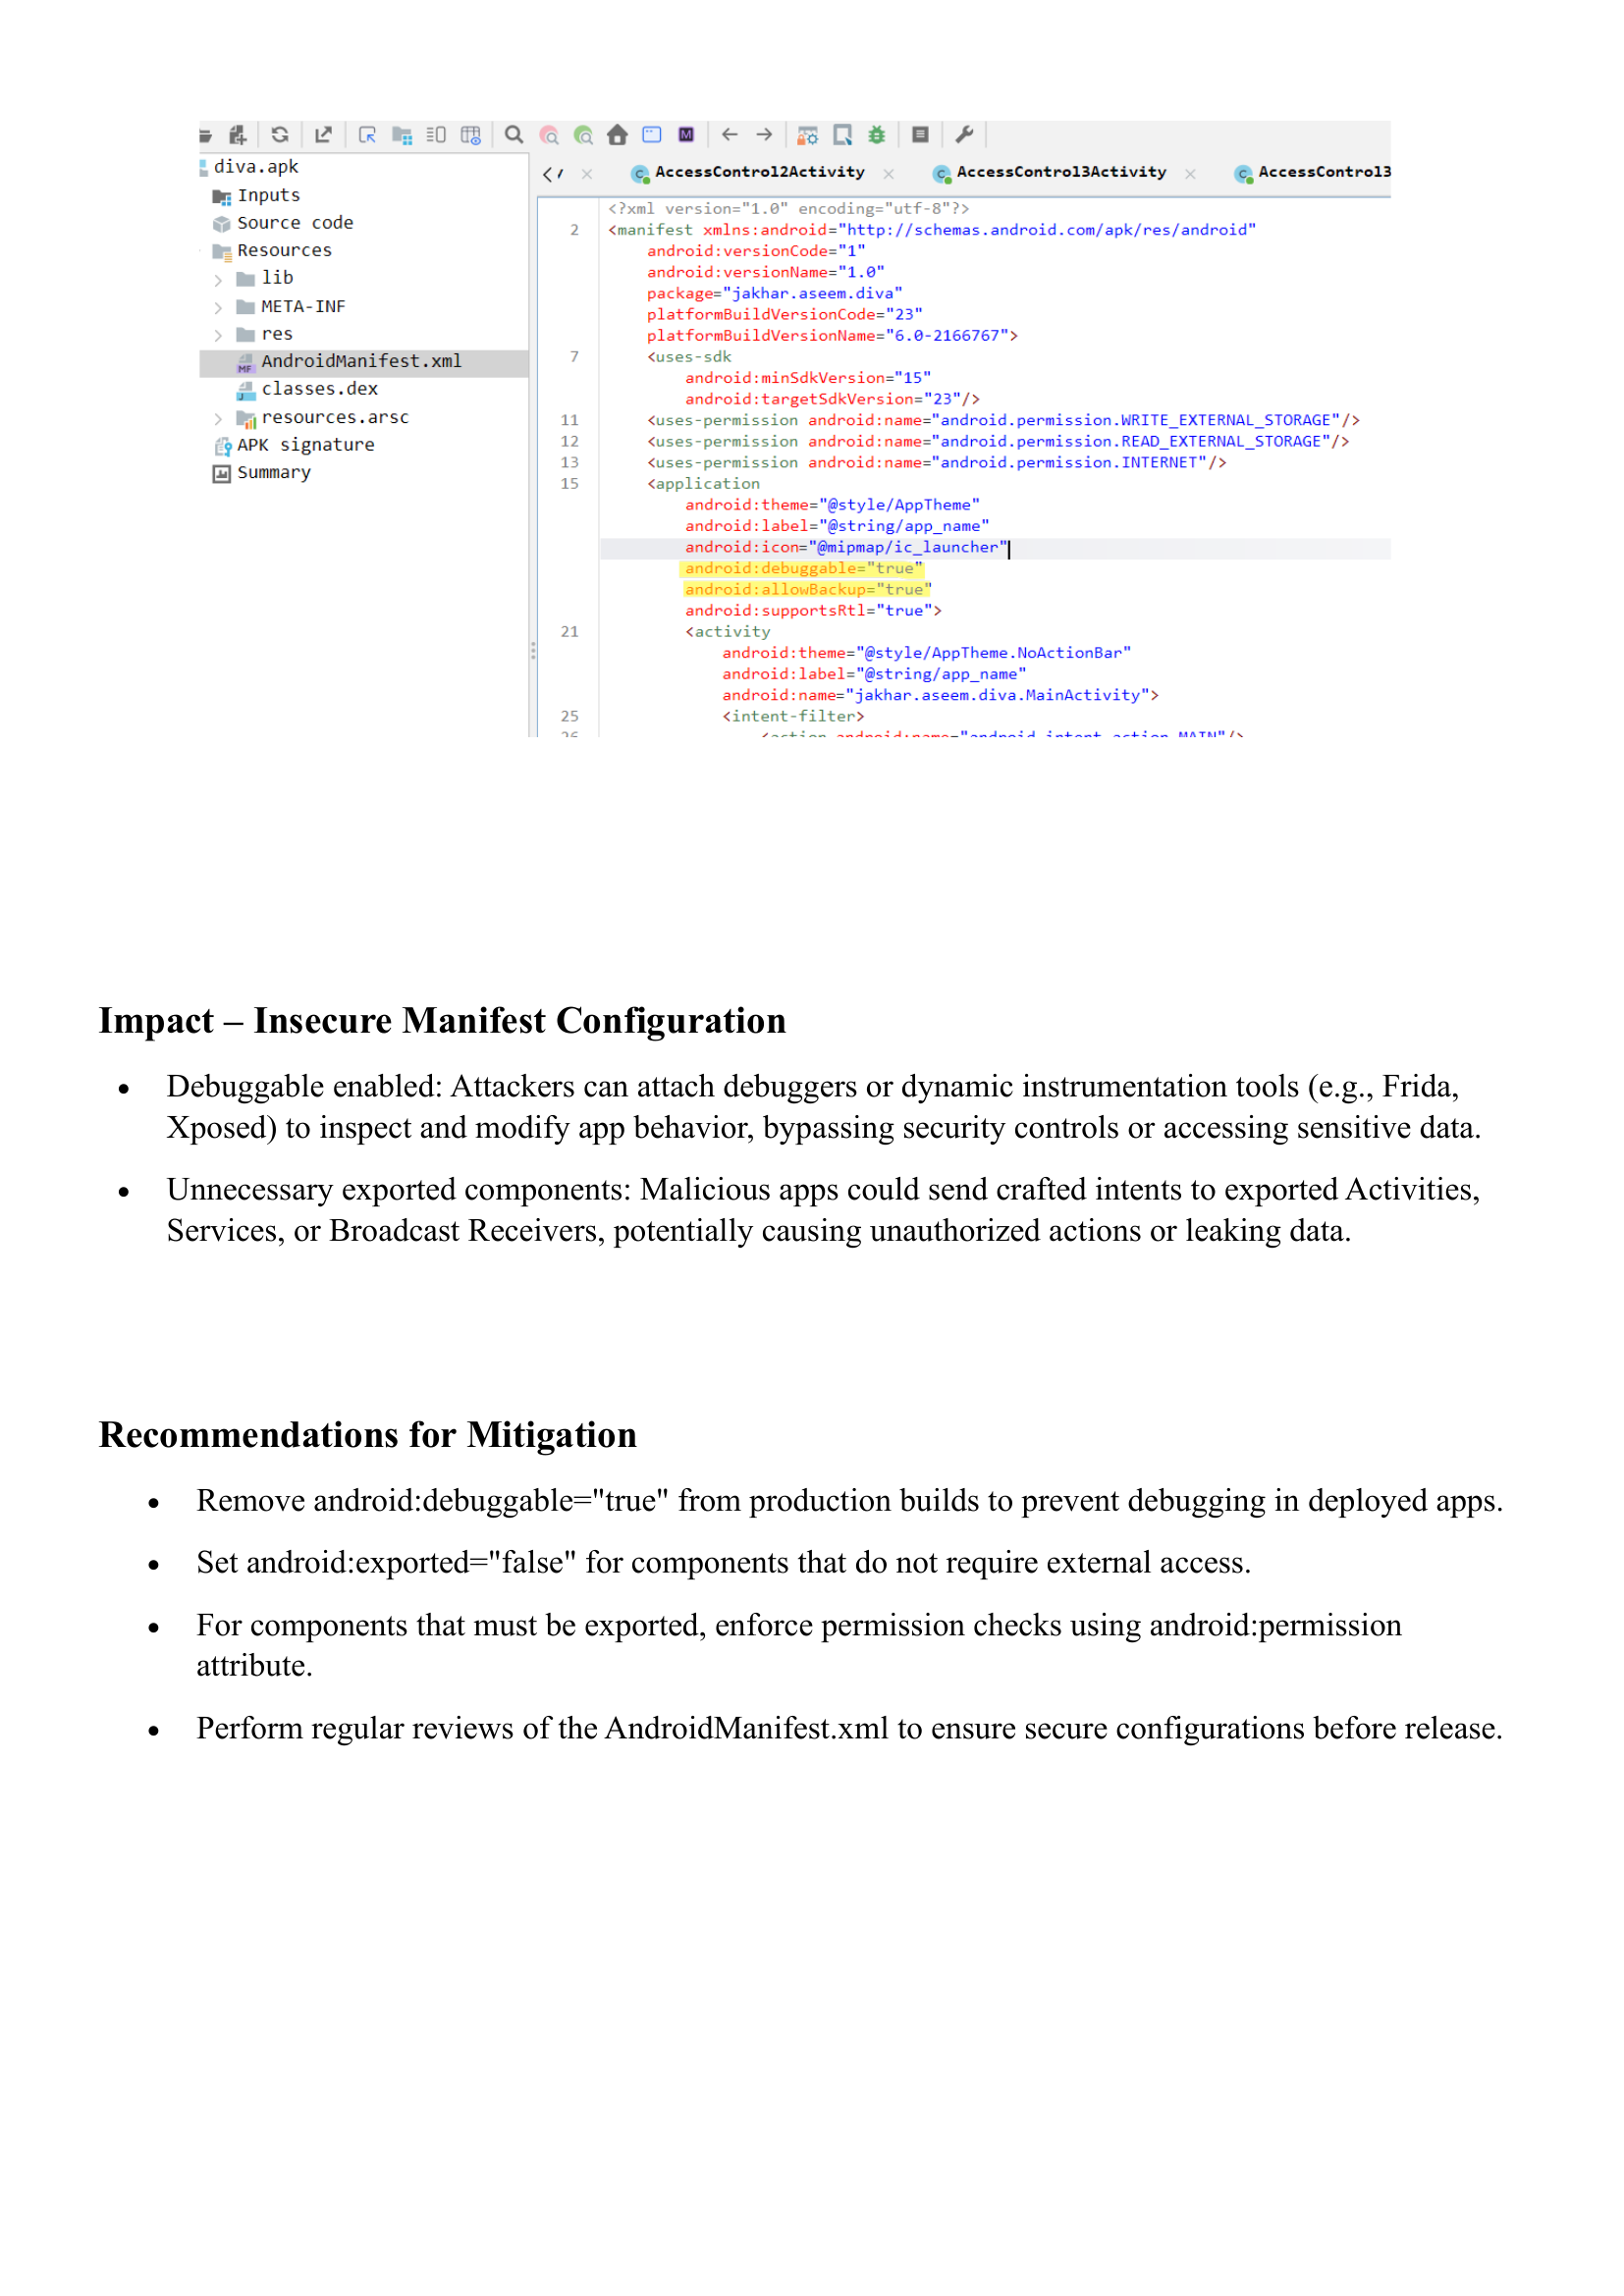 diva.apk
Inputs
Source code
Resources
lib
META-INF
res
AndroidManifest.xml
classes.dex
resources.arsc
APK signature
Summary
AccessControl2Activity
AccessControl3Activity
AccessControl3
<?xml version="1.0" encoding="utf-8"?>
2 <manifest xmlns:android="http://schemas.android.com/apk/res/android"
android:versionCode="1"
android:versionName="1.0"
package="jakhar.aseem.diva"
platformBuildVersionCode="23"
platformBuildVersionName="6.0-2166767">
7 <uses-sdk
android:minSdkVersion="15"
android:targetSdkVersion="23"/>
11 <uses-permission android:name="android.permission.WRITE_EXTERNAL_STORAGE"/>
12 <uses-permission android:name="android.permission.READ_EXTERNAL_STORAGE"/>
13 <uses-permission android:name="android.permission.INTERNET"/>
15 <application
android:theme="@style/AppTheme"
android:label="@string/app_name"
android:icon="@mipmap/ic_launcher"
android:debuggable="true"
android:allowBackup="true"
android:supportsRtl="true">
21 <activity
android:theme="@style/AppTheme.NoActionBar"
android:label="@string/app_name"
android:name="jakhar.aseem.diva.MainActivity">
25 <intent-filter>
26 <action android:name="android.intent.action.MAIN"/>
Impact – Insecure Manifest Configuration
• Debuggable enabled: Attackers can attach debuggers or dynamic instrumentation tools (e.g., Frida,
Xposed) to inspect and modify app behavior, bypassing security controls or accessing sensitive data.
• Unnecessary exported components: Malicious apps could send crafted intents to exported Activities,
Services, or Broadcast Receivers, potentially causing unauthorized actions or leaking data.
Recommendations for Mitigation
• Remove android:debuggable="true" from production builds to prevent debugging in deployed apps.
• Set android:exported="false" for components that do not require external access.
• For components that must be exported, enforce permission checks using android:permission
attribute.
• Perform regular reviews of the AndroidManifest.xml to ensure secure configurations before release.